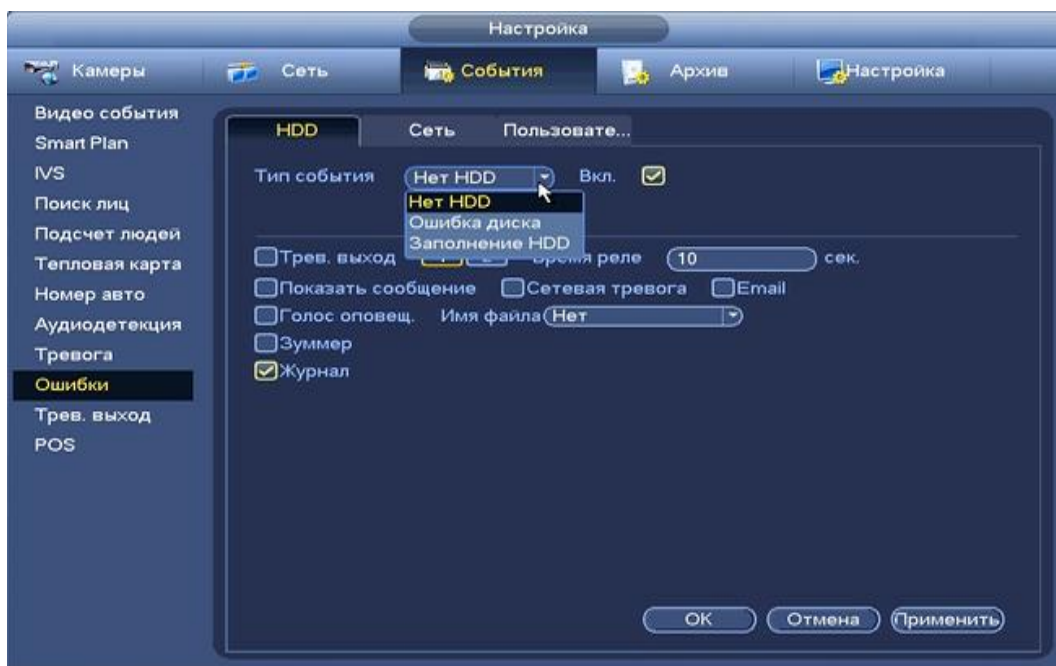 Настройка
Камеры Сеть События Архив Настройка
Видео события
Smart Plan
IVS
Поиск лиц
Подсчет людей
Тепловая карта
Номер авто
Аудиодетекция
Тревога
Ошибки
Трев. выход
POS
HDD Сеть Пользовате...
Тип события Нет HDD Вкл.
Нет HDD
Ошибка диска
Заполнение HDD
Трев. выход реле 10 сек.
Показать сообщение Сетевая тревога Email
Голос оповещ. Имя файла Нет
Зуммер
Журнал
OK Отмена Применить